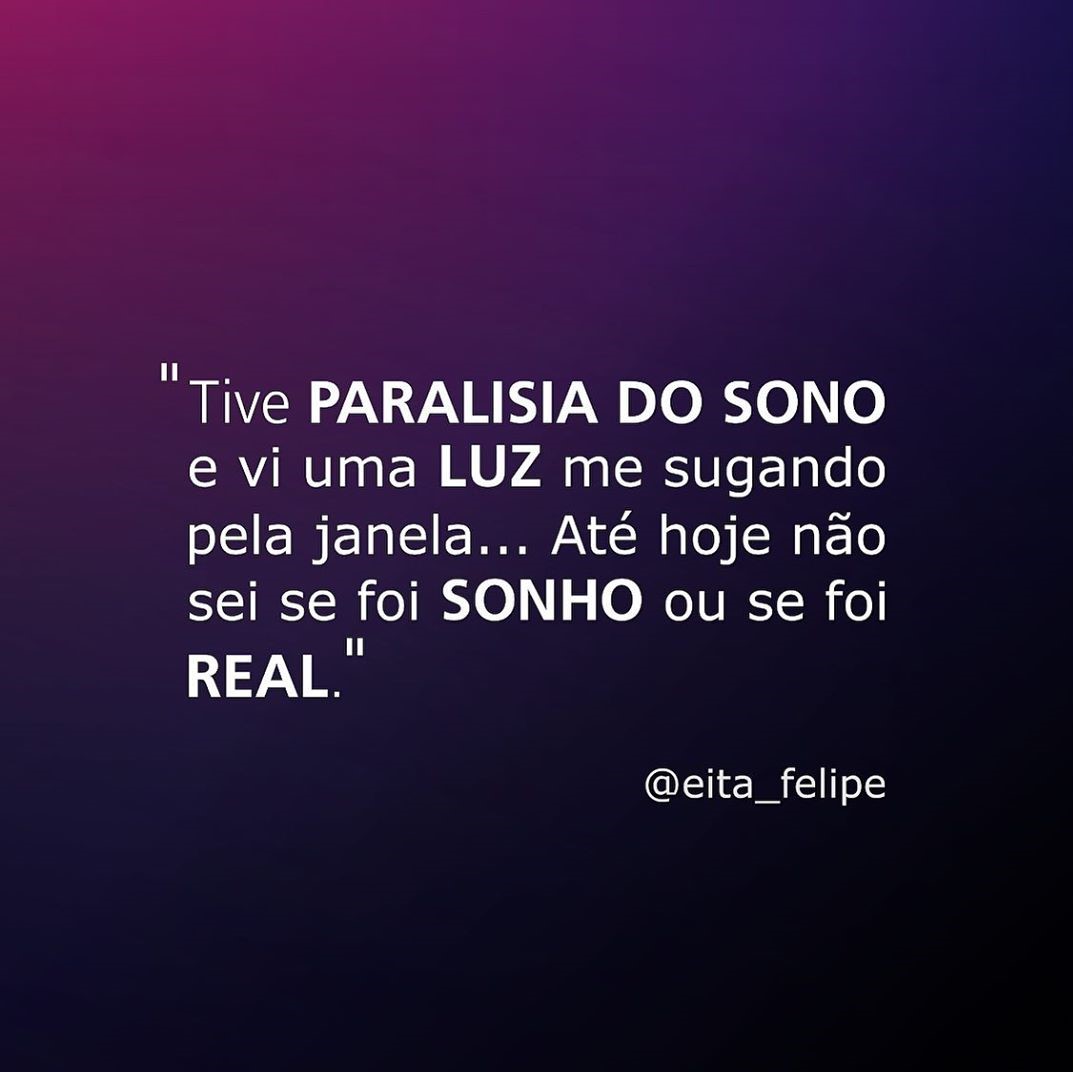 "Tive PARALISIA DO SONO
e vi uma LUZ me sugando
pela janela... Até hoje não
sei se foi SONHO ou se foi
REAL."
@eita_felipe